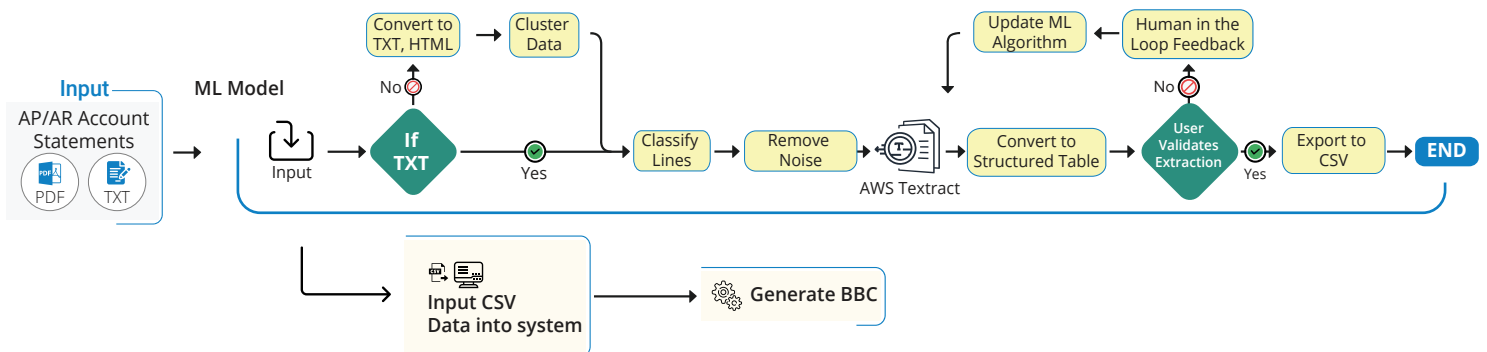 Input
AP/AR Account
Statements
PDF
PDF
TXT
ML Model
Input
If
TXT
No
Convert to
TXT, HTML
Cluster
Data
Yes
Classify
Lines
Remove
Noise
T
AWS Textract
Convert to
Structured Table
User
Validates
Extraction
No
Human in the
Loop Feedback
Update ML
Algorithm
Yes
Export to
CSV
END
CSV
Input CSV
Data into system
Generate BBC